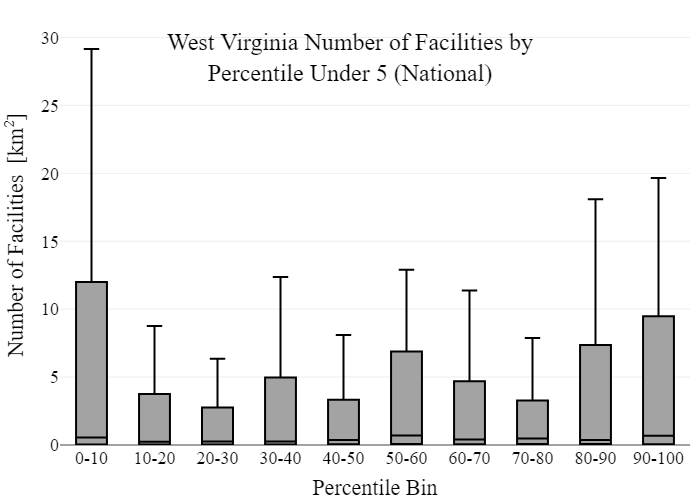 West Virginia Number of Facilities by
Percentile Under 5 (National)
Number of Facilities [km²]
30
25
20
15
10
5
0
0-10 10-20 20-30 30-40 40-50 50-60 60-70 70-80 80-90 90-100
Percentile Bin